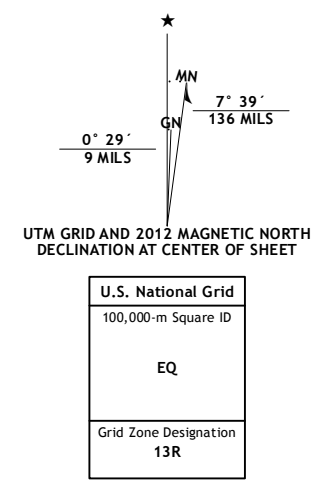 ★
MN
7° 39´
136 MILS
GN
0° 29´
9 MILS
UTM GRID AND 2012 MAGNETIC NORTH
DECLINATION AT CENTER OF SHEET
U.S. National Grid
100,000-m Square ID
EQ
Grid Zone Designation
13R